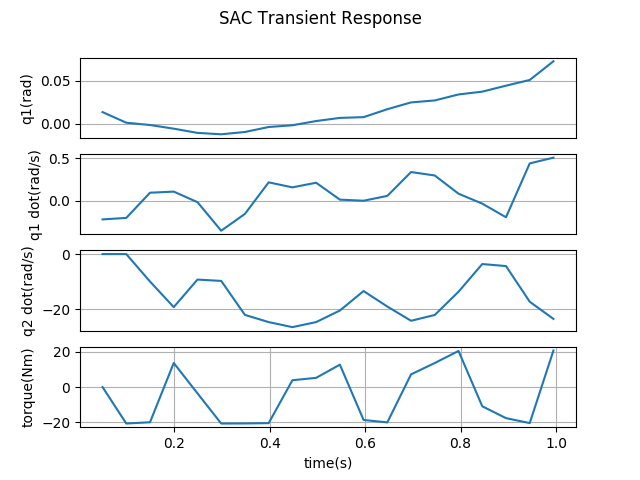 SAC Transient Response
q1(rad)
0.05
0.00
q1 dot(rad/s)
0.5
0.0
q2 dot(rad/s)
0
−20
torque(Nm)
20
0
−20
0.2 0.4 0.6 0.8 1.0
time(s)